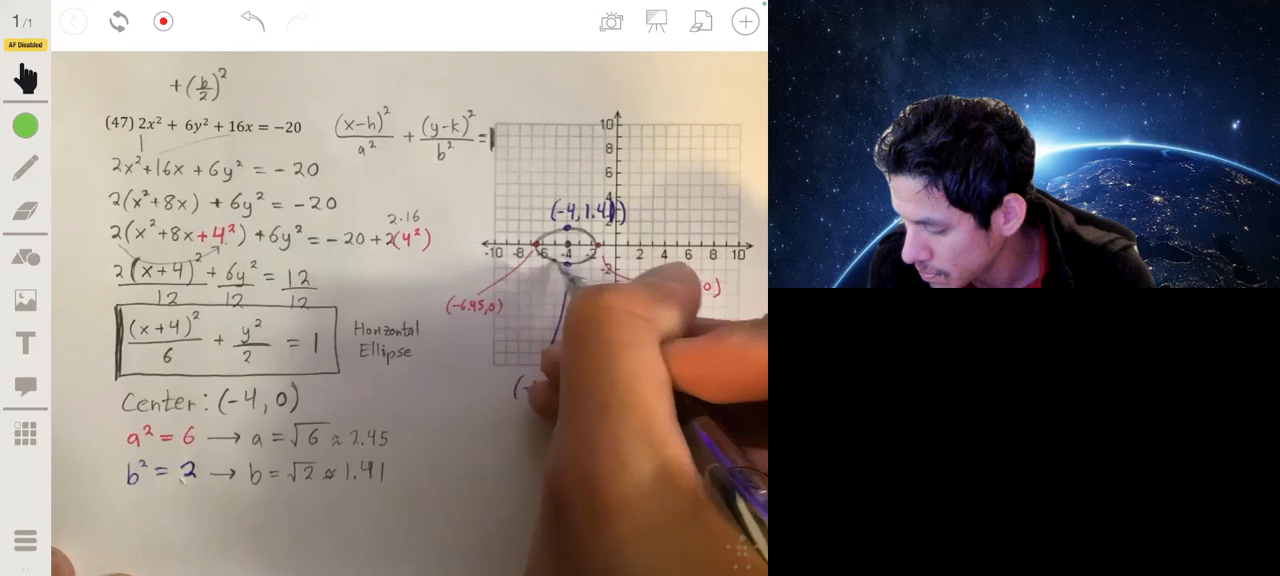 1/1
AF Disabled
+(b/2)²
(47) 2x² + 6y² + 16x = −20
(x-h)²/a² + (y-k)²/b² = 1
2x²+16x+6y² = -20
2(x²+8x) +6y² = -20
2·16
2(x²+8x+4²) +6y² = -20+2(4²)
2(x+4)²/12 + 6y²/12 = 12/12
(x+4)²/6 + y²/2 = 1
Horizontal
Ellipse
Center: (-4, 0)
a² = 6 → a = √6 ≈ 2.45
b² = 2 → b = √2 ≈ 1.41
10
8
6
4
2
(-4, 1.41)
-10 -8 -6 -4 2 4 6 8 10
-2
(-6.45,0)
0)
(-
T